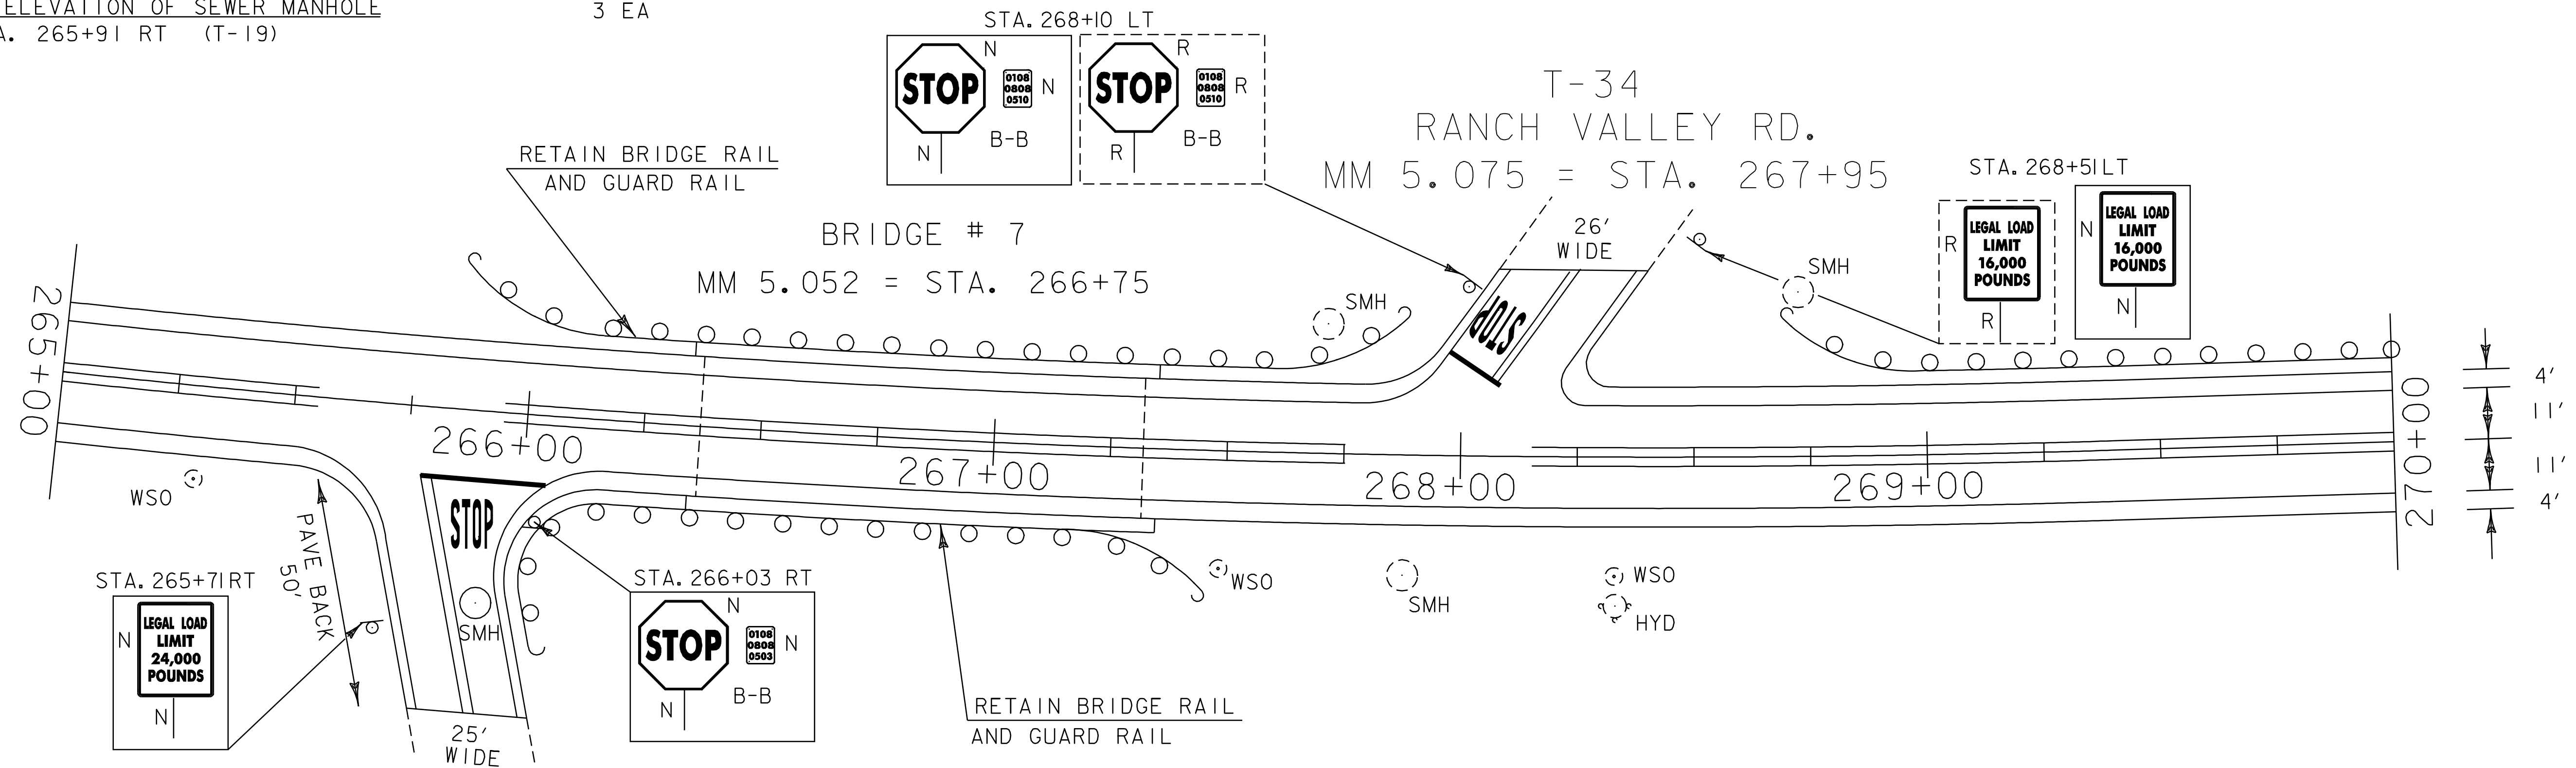 ELEVATION OF SEWER MANHOLE
A. 265+91 RT (T-19)
3 EA
STA. 268+10 LT
STOP
N
0108
0808
0510
N
B-B
N
STOP
R
0108
0808
0510
R
B-B
R
T-34
RANCH VALLEY RD.
MM 5.075 = STA. 267+95
RETAIN BRIDGE RAIL
AND GUARD RAIL
BRIDGE # 7
MM 5.052 = STA. 266+75
STA. 268+51LT
R
LEGAL LOAD
LIMIT
16,000
POUNDS
R
N
LEGAL LOAD
LIMIT
16,000
POUNDS
N
26'
WIDE
SMH
SMH
STOP
265+00
266+00
267+00
268+00
269+00
270+00
4'
11'
11'
4'
WSO
PAVE BACK
50'
STOP
SMH
25'
WIDE
STA. 265+71RT
N
LEGAL LOAD
LIMIT
24,000
POUNDS
N
STA. 266+03 RT
STOP
N
0108
0808
0503
N
B-B
N
RETAIN BRIDGE RAIL
AND GUARD RAIL
WSO
SMH
WSO
HYD